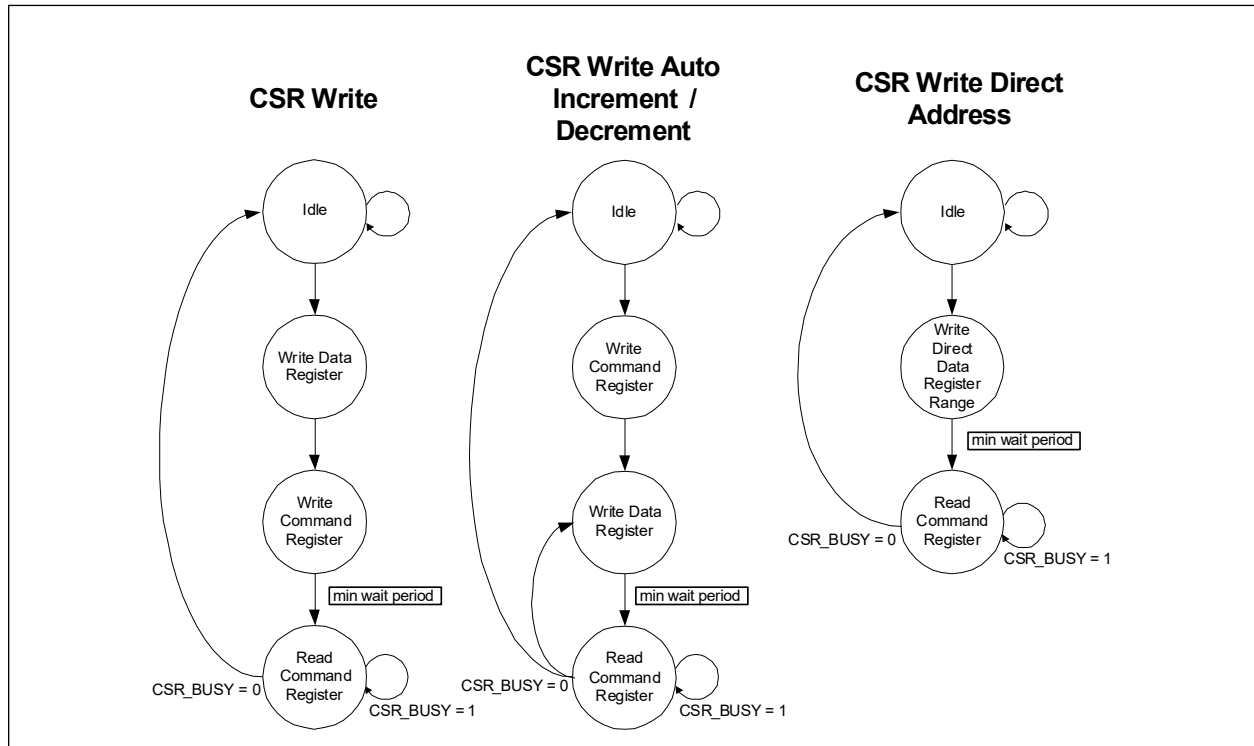 CSR Write
Idle
Write Data
Register
Write
Command
Register
min wait period
Read
Command
Register
CSR_BUSY = 0
CSR_BUSY = 1
CSR Write Auto
Increment /
Decrement
Idle
Write
Command
Register
Write Data
Register
min wait period
Read
Command
Register
CSR_BUSY = 0
CSR_BUSY = 1
CSR Write Direct
Address
Idle
Write
Direct
Data
Register
Range
min wait period
Read
Command
Register
CSR_BUSY = 0
CSR_BUSY = 1